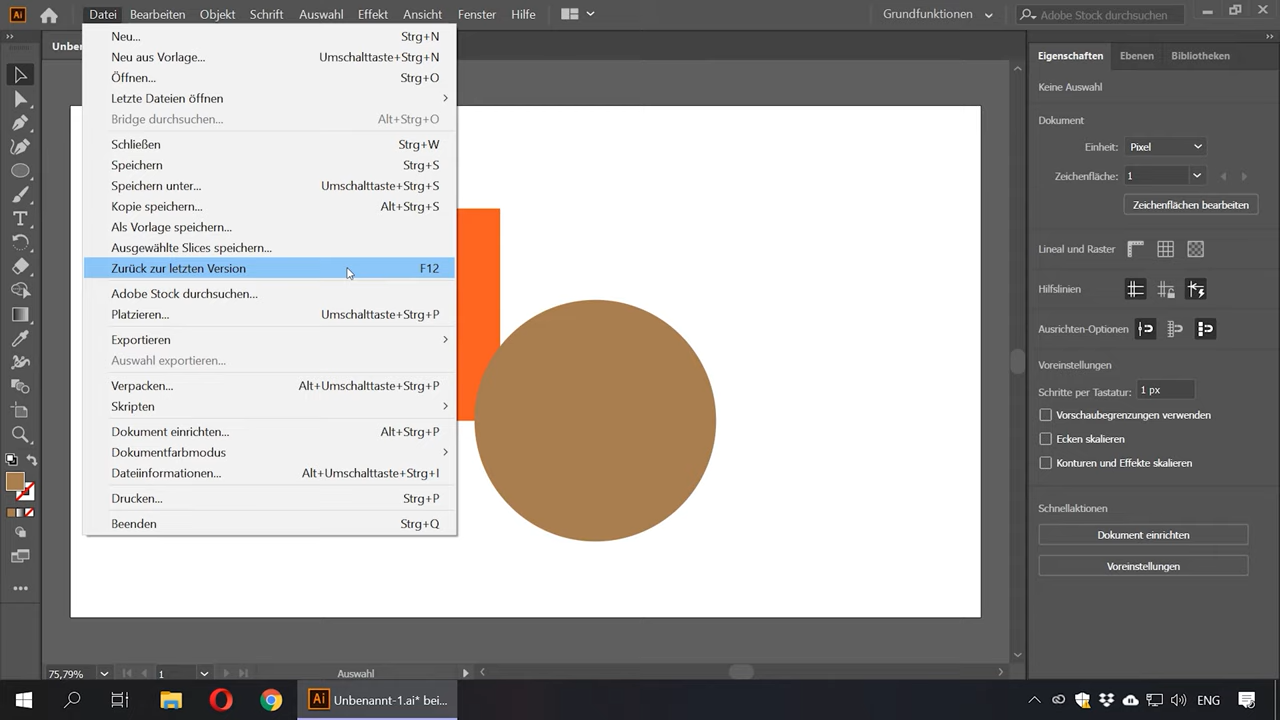 Ai Datei Bearbeiten Objekt Schrift Auswahl Effekt Ansicht Fenster Hilfe Grundfunktionen Adobe Stock durchsuchen
Neu... Strg+N
Neu aus Vorlage... Umschalttaste+Strg+N
Öffnen... Strg+O
Letzte Dateien öffnen
Bridge durchsuchen... Alt+Strg+O
Schließen Strg+W
Speichern Strg+S
Speichern unter... Umschalttaste+Strg+S
Kopie speichern... Alt+Strg+S
Als Vorlage speichern...
Ausgewählte Slices speichern...
Zurück zur letzten Version F12
Adobe Stock durchsuchen...
Platzieren... Umschalttaste+Strg+P
Exportieren
Auswahl exportieren...
Verpacken... Alt+Umschalttaste+Strg+P
Skripten
Dokument einrichten... Alt+Strg+P
Dokumentfarbmodus
Dateiinformationen... Alt+Umschalttaste+Strg+I
Drucken... Strg+P
Beenden Strg+Q
Unben
Eigenschaften Ebenen Bibliotheken
Keine Auswahl
Dokument
Einheit: Pixel
Zeichenfläche: 1
Zeichenflächen bearbeiten
Lineal und Raster
Hilfslinien
Ausrichten-Optionen
Voreinstellungen
Schritte per Tastatur: 1 px
Vorschaubegrenzungen verwenden
Ecken skalieren
Konturen und Effekte skalieren
Schnellaktionen
Dokument einrichten
Voreinstellungen
75,79% 1 Auswahl
Ai Unbenannt-1.ai* bei... ENG